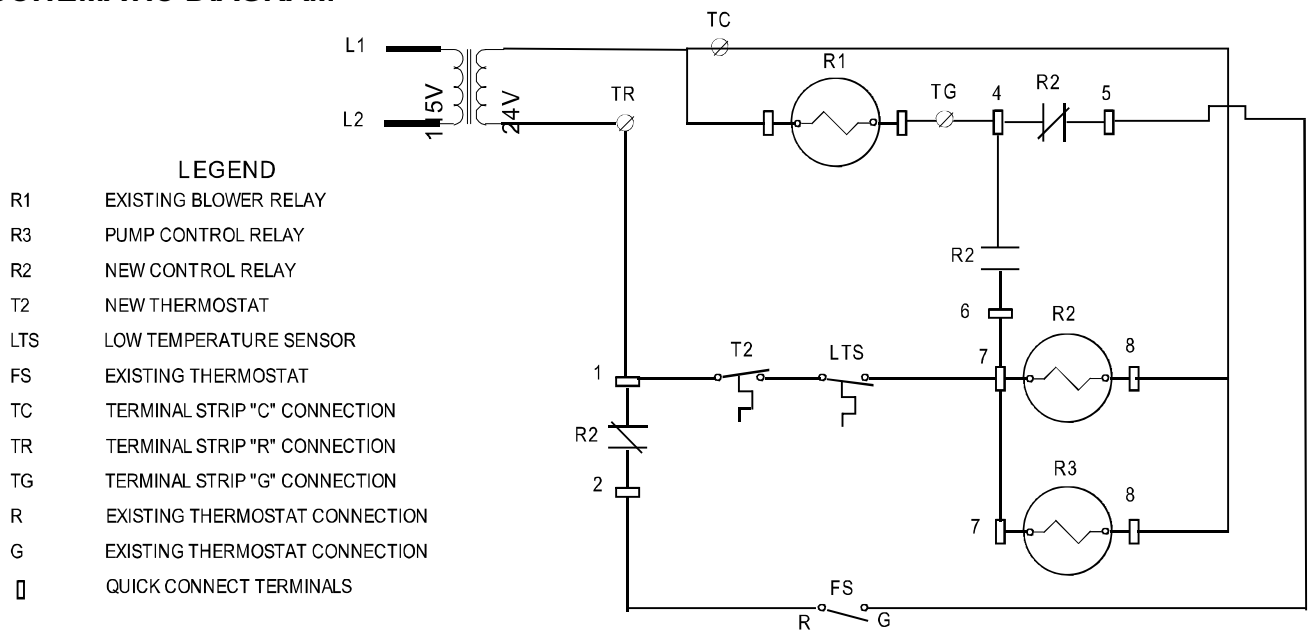 SCHEMATIC DIAGRAM
TC
L1
R1
115V
24V
TR
TG
4
R2
5
L2
LEGEND
R1 EXISTING BLOWER RELAY
R3 PUMP CONTROL RELAY
R2 NEW CONTROL RELAY
T2 NEW THERMOSTAT
LTS LOW TEMPERATURE SENSOR
FS EXISTING THERMOSTAT
TC TERMINAL STRIP "C" CONNECTION
TR TERMINAL STRIP "R" CONNECTION
TG TERMINAL STRIP "G" CONNECTION
R EXISTING THERMOSTAT CONNECTION
G EXISTING THERMOSTAT CONNECTION
QUICK CONNECT TERMINALS
R2
6
R2
1
T2
LTS
7
8
R2
2
R3
7
8
FS
R
G